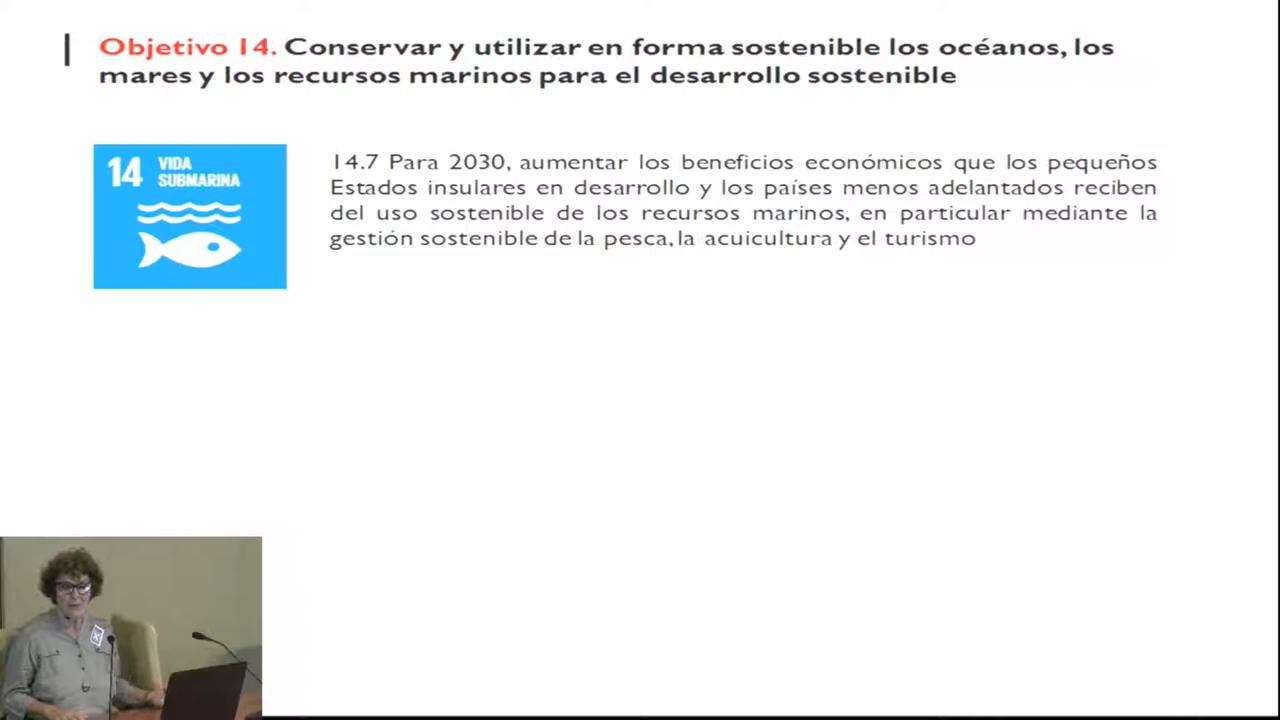 Objetivo 14. Conservar y utilizar en forma sostenible los océanos, los
mares y los recursos marinos para el desarrollo sostenible
14 VIDA
SUBMARINA
14.7 Para 2030, aumentar los beneficios económicos que los pequeños
Estados insulares en desarrollo y los países menos adelantados reciben
del uso sostenible de los recursos marinos, en particular mediante la
gestión sostenible de la pesca, la acuicultura y el turismo